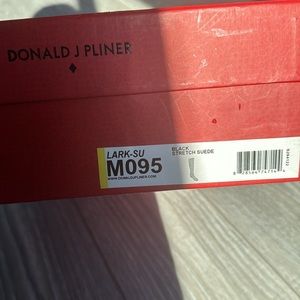 DONALD J PLINER
LARK-SU
M095
WWW.DONALDJPLINER.COM
BLACK
STRETCH SUEDE